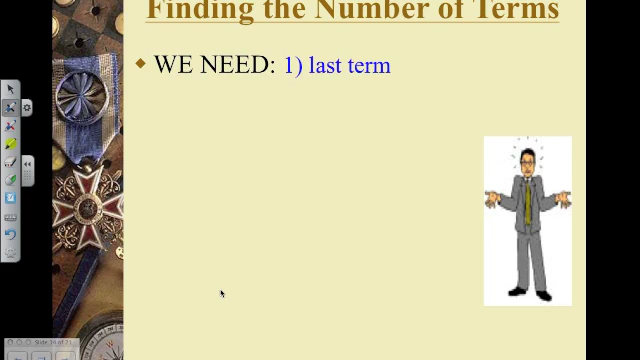 Finding the Number of Terms
WE NEED: 1) last term